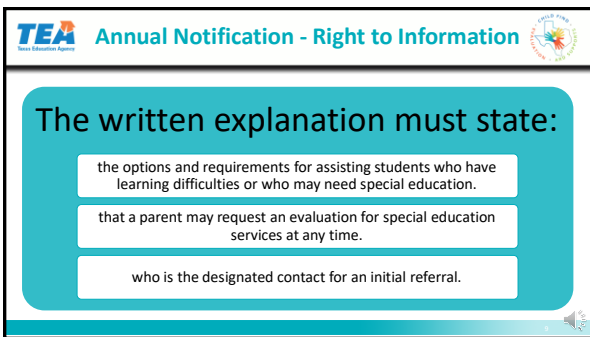 TEA
Texas Education Agency
Annual Notification - Right to Information
CHILD FIND
The written explanation must state:
the options and requirements for assisting students who have
learning difficulties or who may need special education.
that a parent may request an evaluation for special education
services at any time.
who is the designated contact for an initial referral.